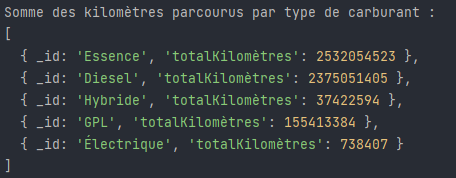 Somme des kilomètres parcourus par type de carburant :
[
  { _id: 'Essence', 'totalKilomètres': 2532054523 },
  { _id: 'Diesel', 'totalKilomètres': 2375051405 },
  { _id: 'Hybride', 'totalKilomètres': 37422594 },
  { _id: 'GPL', 'totalKilomètres': 155413384 },
  { _id: 'Électrique', 'totalKilomètres': 738407 }
]